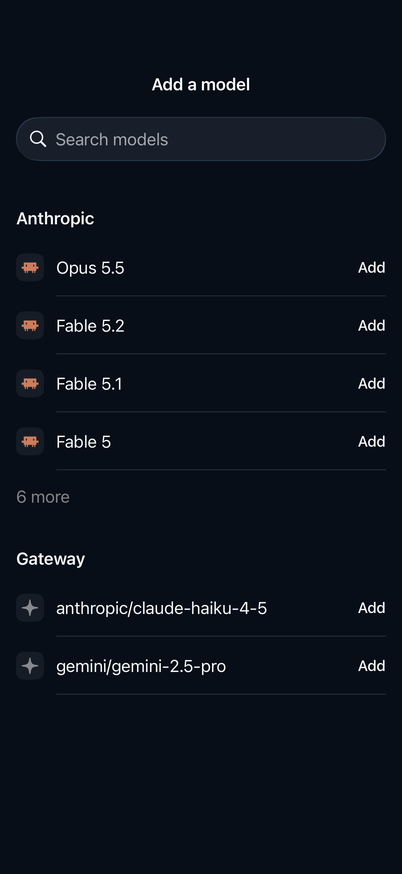 Add a model
Search models
Anthropic
Opus 5.5 Add
Fable 5.2 Add
Fable 5.1 Add
Fable 5 Add
6 more
Gateway
anthropic/claude-haiku-4-5 Add
gemini/gemini-2.5-pro Add